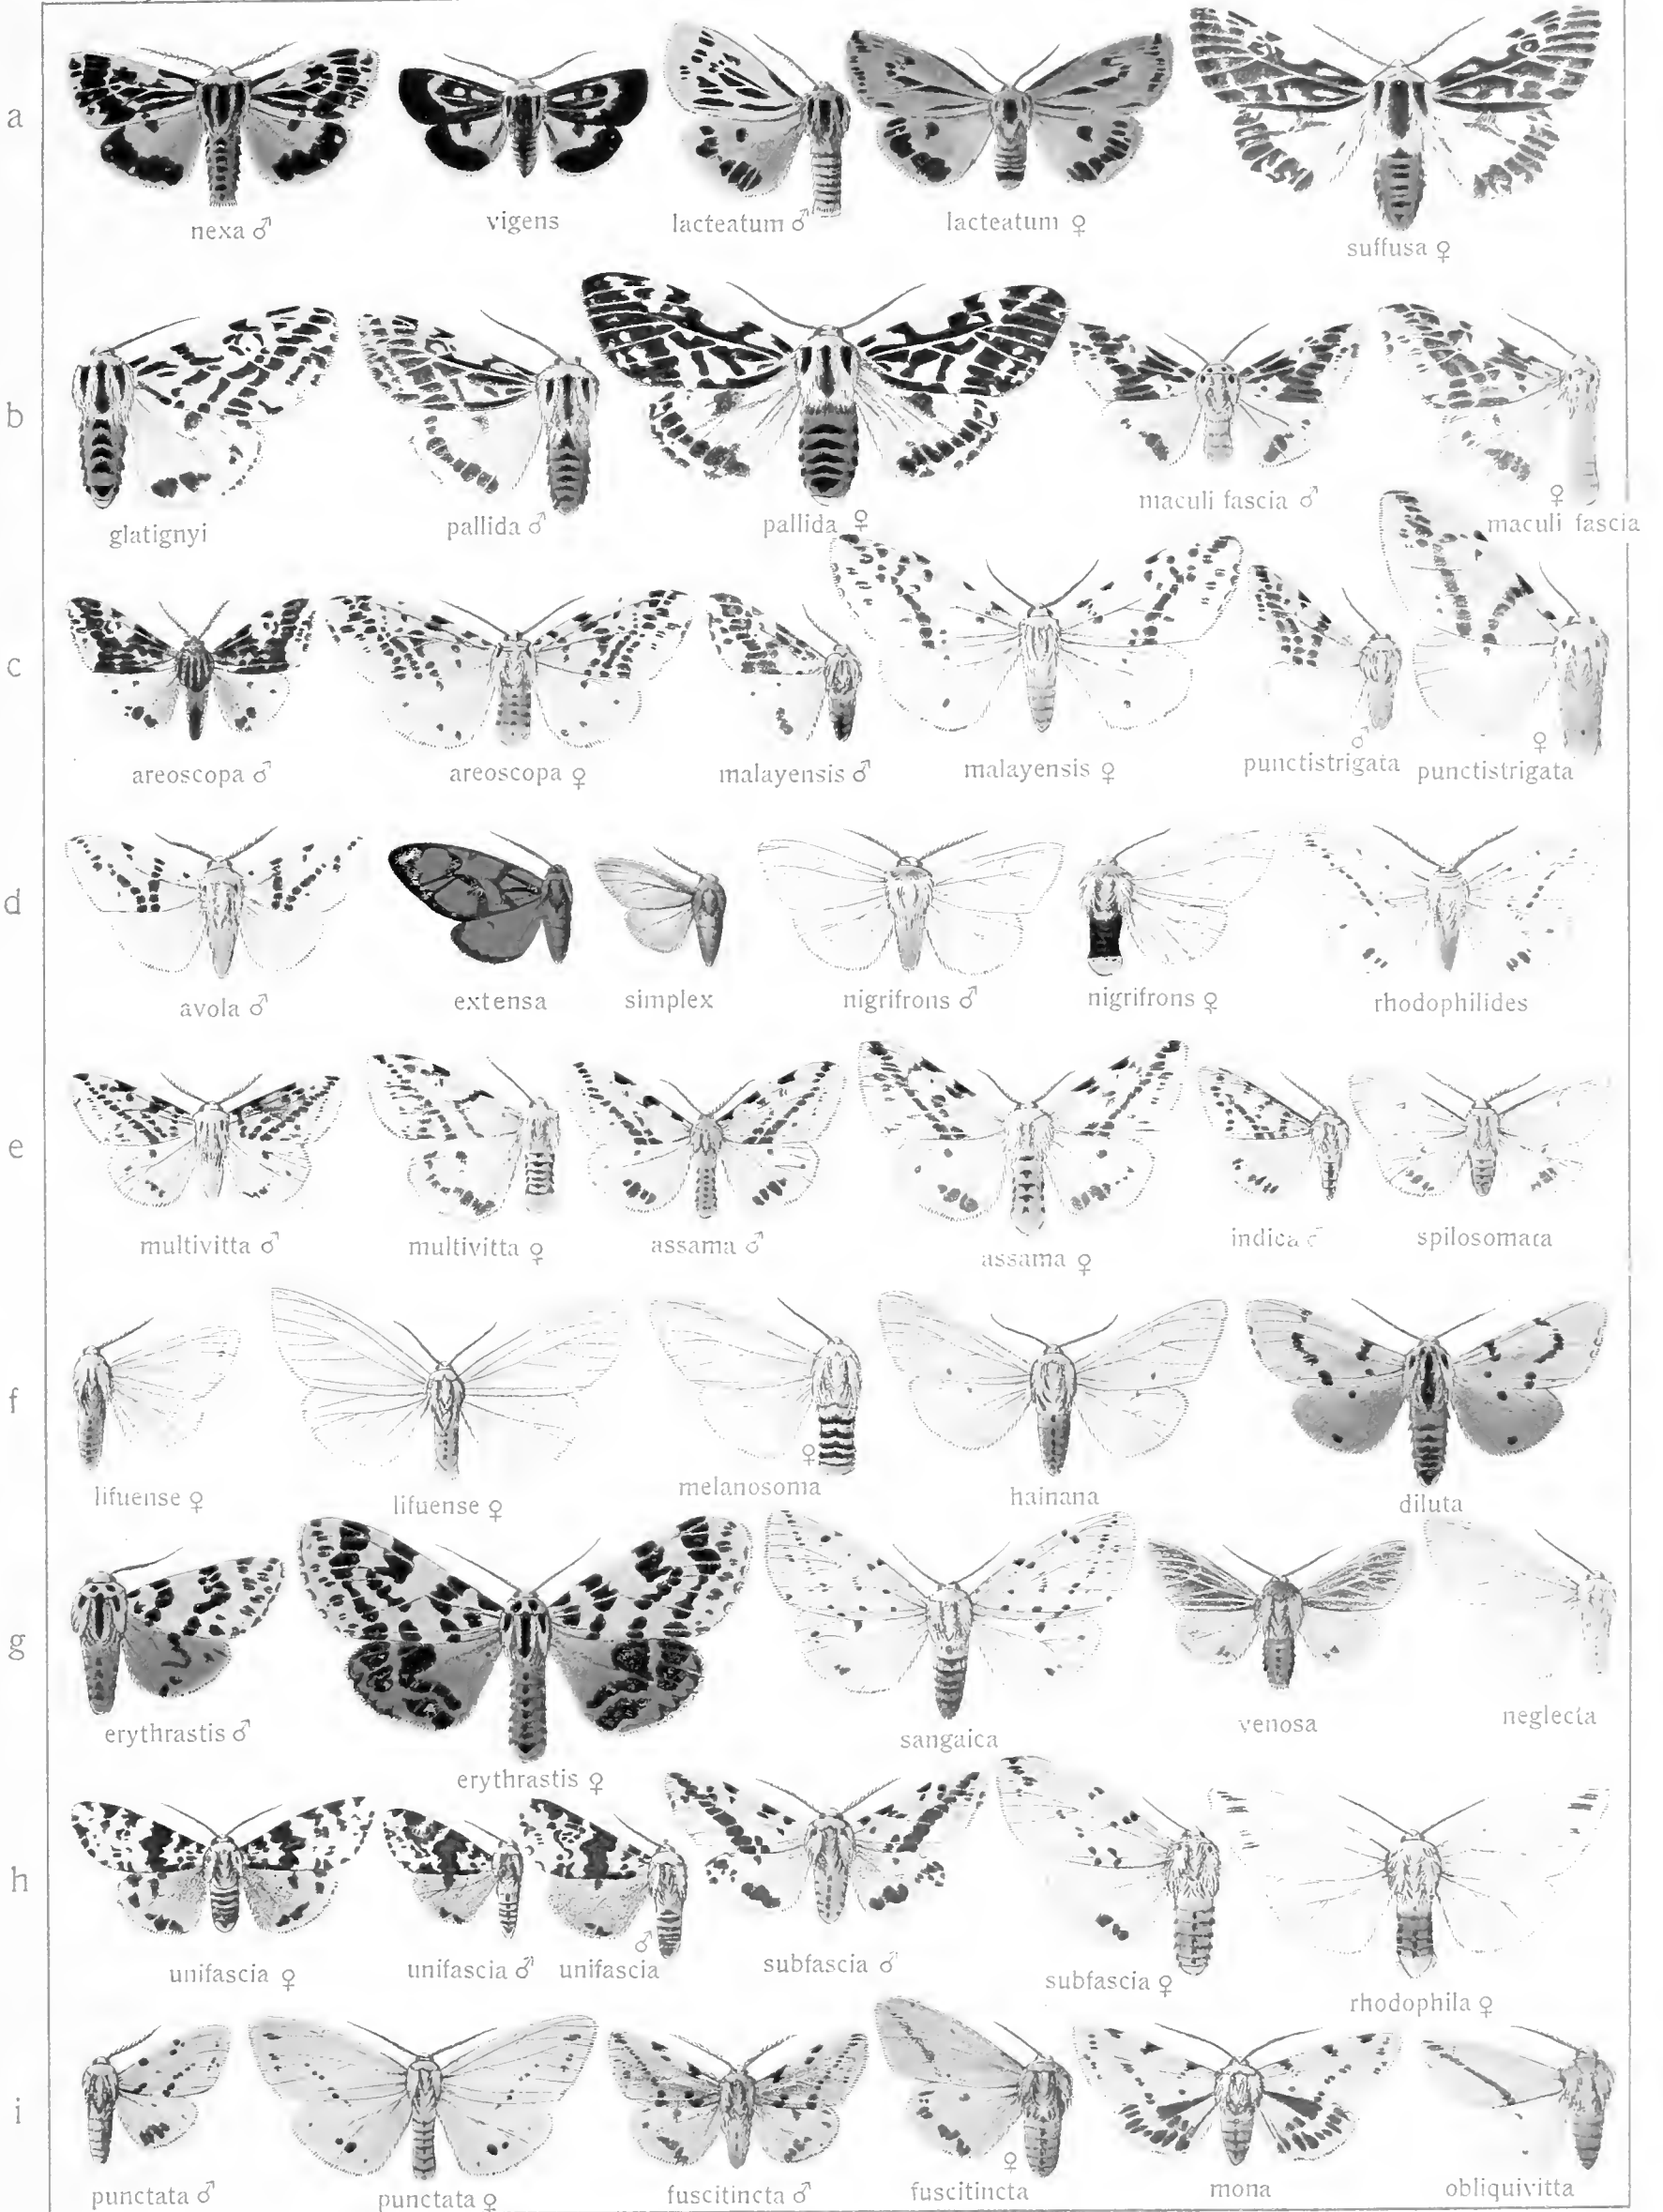 a
nexa ♂
vigens
lacteatum ♂
lacteatum ♀
suffusa ♀
b
glatignyi
pallida ♂
pallida ♀
maculi fascia ♂
♀
maculi fascia
c
areoscopa ♂
areoscopa ♀
malayensis ♂
malayensis ♀
♂
punctistrigata
♀
punctistrigata
d
avola ♂
extensa
simplex
nigrifrons ♂
nigrifrons ♀
rhodophilides
e
multivitta ♂
multivitta ♀
assama ♂
assama ♀
indica ♂
spilosomata
f
lifuense ♀
lifuense ♀
♀
melanosoma
hainana
diluta
g
erythrastis ♂
erythrastis ♀
sangaica
venosa
neglecta
h
unifascia ♀
unifascia ♂
♂
unifascia
subfascia ♂
subfascia ♀
rhodophila ♀
i
punctata ♂
punctata ♀
fuscitincta ♂
♀
fuscitincta
mona
obliquivitta